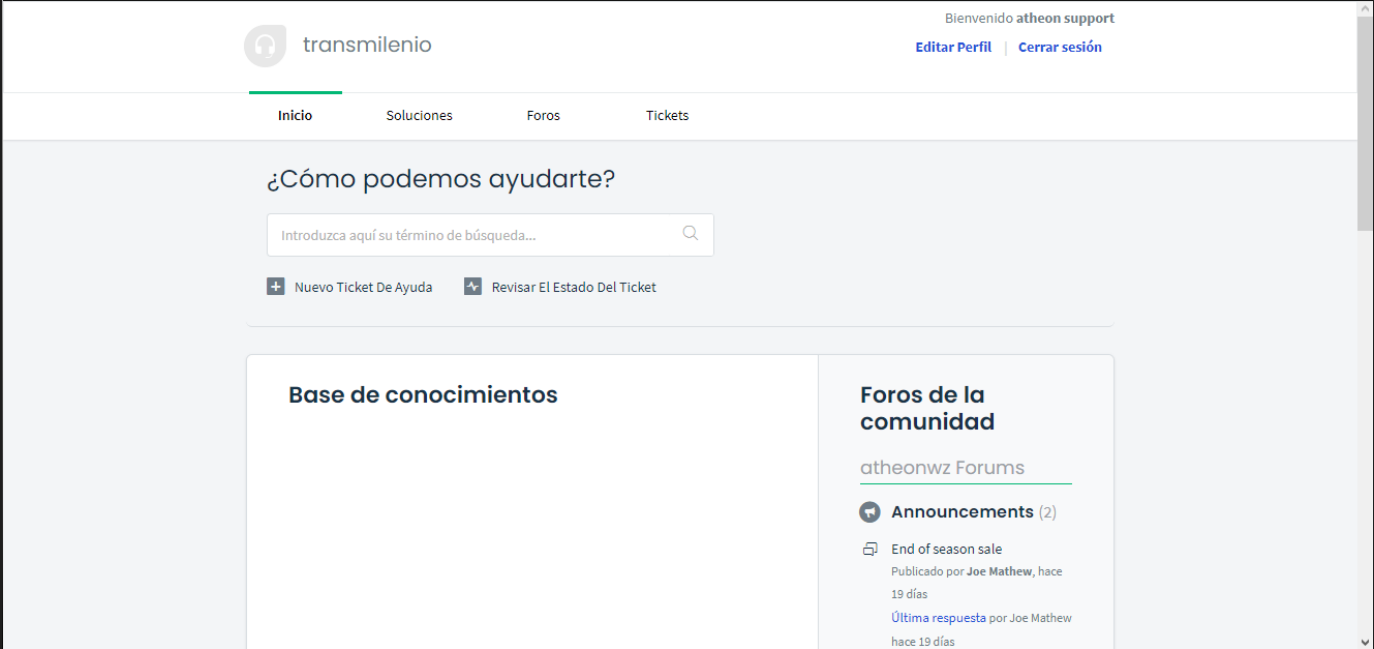 Bienvenido atheon support
transmilenio
Editar Perfil | Cerrar sesión
Inicio Soluciones Foros Tickets
¿Cómo podemos ayudarte?
Introduzca aquí su término de búsqueda...
Nuevo Ticket De Ayuda Revisar El Estado Del Ticket
Base de conocimientos
Foros de la
comunidad
atheonwz Forums
Announcements (2)
End of season sale
Publicado por Joe Mathew, hace
19 días
Última respuesta por Joe Mathew
hace 19 días